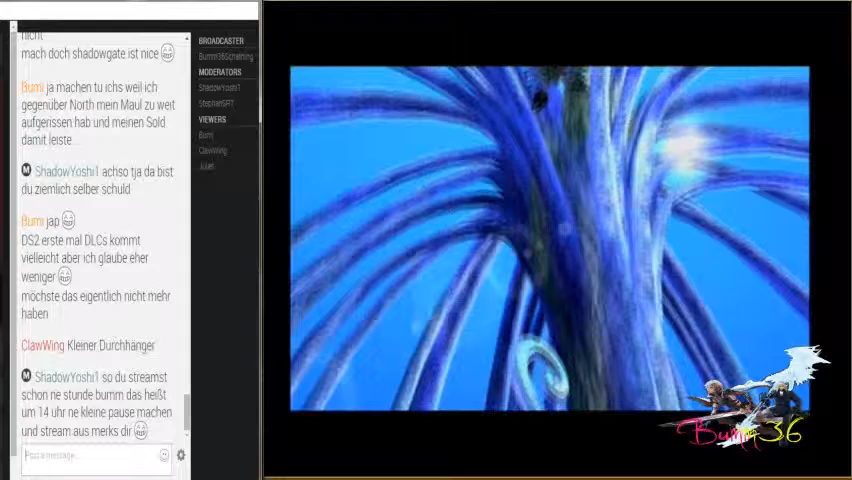 nicht
mach doch shadowgate ist nice
Bumi ja machen tu ichs weil ich
gegenüber North mein Maul zu weit
aufgerissen hab und meinen Sold
damit leiste...
M ShadowYoshi1 achso tja da bist
du ziemlich selber schuld
Bumi jap
DS2 erste mal DLCs kommt
vielleicht aber ich glaube eher
weniger
möchste das eigentlich nicht mehr
haben
ClawWing Kleiner Durchhänger
M ShadowYoshi1 so du streamst
schon ne stunde bumm das heißt
um 14 uhr ne kleine pause machen
und stream aus merks dir
Post a message...
BROADCASTER
MODERATORS
ShadowYoshi1
VIEWERS
Bumi
ClawWing
Bumm36